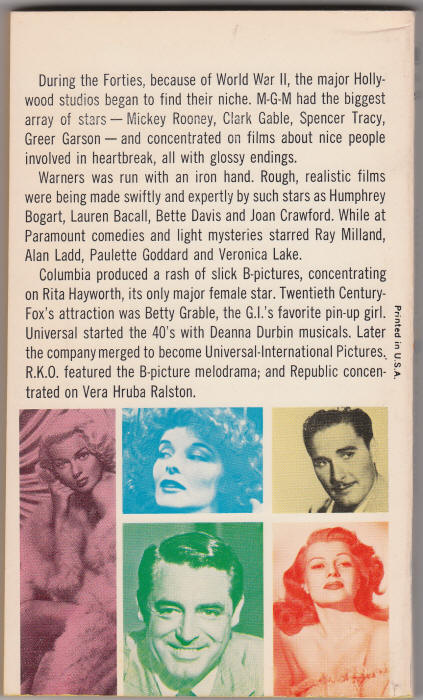 During the Forties, because of World War II, the major Holly-
wood studios began to find their niche. M-G-M had the biggest
array of stars — Mickey Rooney, Clark Gable, Spencer Tracy,
Greer Garson — and concentrated on films about nice people
involved in heartbreak, all with glossy endings.
Warners was run with an iron hand. Rough, realistic films
were being made swiftly and expertly by such stars as Humphrey
Bogart, Lauren Bacall, Bette Davis and Joan Crawford. While at
Paramount comedies and light mysteries starred Ray Milland,
Alan Ladd, Paulette Goddard and Veronica Lake.
Columbia produced a rash of slick B-pictures, concentrating
on Rita Hayworth, its only major female star. Twentieth Century-
Fox's attraction was Betty Grable, the G.I.'s favorite pin-up girl.
Universal started the 40's with Deanna Durbin musicals. Later
the company merged to become Universal-International Pictures.
R.K.O. featured the B-picture melodrama; and Republic concen-
trated on Vera Hruba Ralston.
Printed in U.S.A.